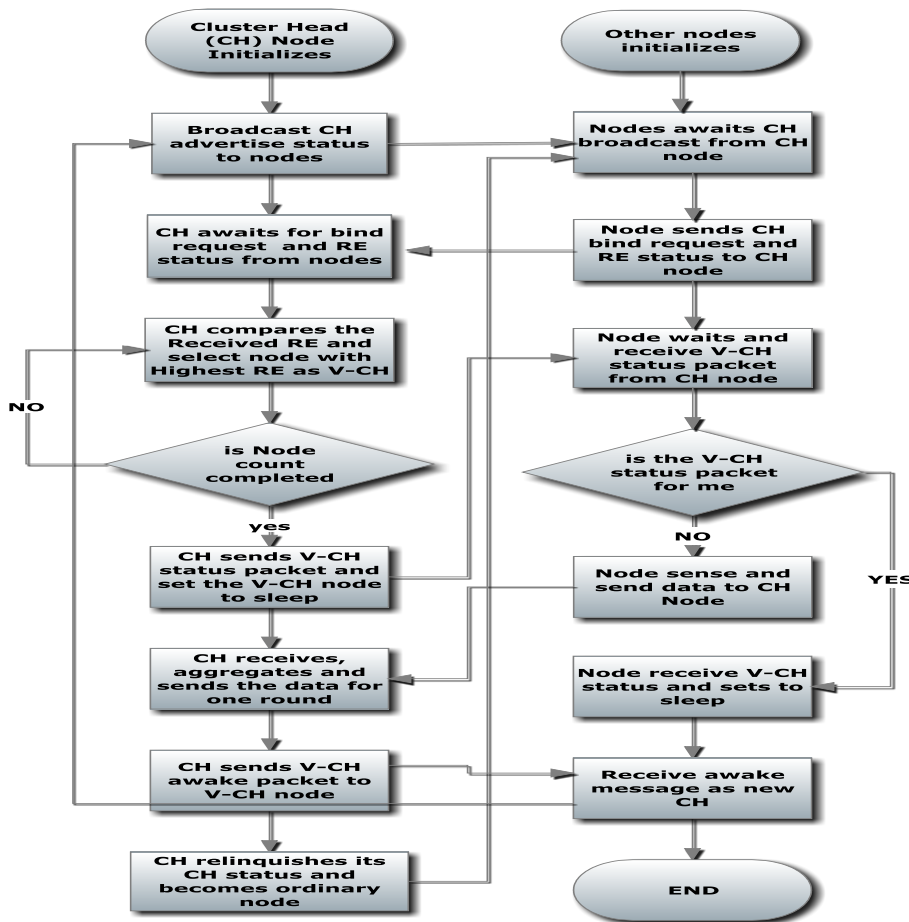 Cluster Head
(CH) Node
Initializes
Broadcast CH
advertise status
to nodes
CH awaits for bind
request and RE
status from nodes
CH compares the
Received RE and
select node with
Highest RE as V-CH
NO
is Node
count
completed
yes
CH sends V-CH
status packet and
set the V-CH node
to sleep
CH receives,
aggregates and
sends the data for
one round
CH sends V-CH
awake packet to
V-CH node
CH relinquishes its
CH status and
becomes ordinary
node
Other nodes
initializes
Nodes awaits CH
broadcast from CH
node
Node sends CH
bind request and
RE status to CH
node
Node waits and
receive V-CH
status packet
from CH node
is the V-CH
status packet
for me
NO
YES
Node sense and
send data to CH
Node
Node receive V-CH
status and sets to
sleep
Receive awake
message as new
CH
END